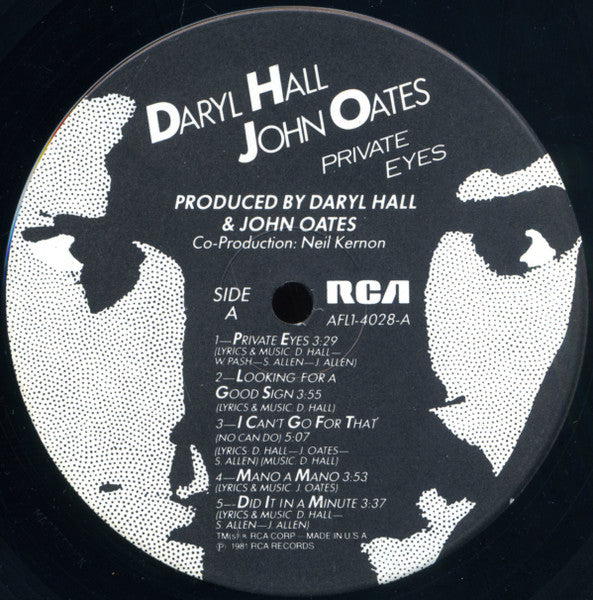 DARYL HALL
JOHN OATES
PRIVATE
EYES
PRODUCED BY DARYL HALL
& JOHN OATES
Co-Production: Neil Kernon
SIDE
A
RCA
AFL1-4028-A
1—PRIVATE EYES 3:29
(LYRICS & MUSIC: D. HALL—
W. PASH—S. ALLEN—J. ALLEN)
2—LOOKING FOR A
GOOD SIGN 3:55
(LYRICS & MUSIC: D. HALL)
3—I CAN'T GO FOR THAT
(NO CAN DO) 5:07
(LYRICS: D. HALL—J. OATES—
S. ALLEN) (MUSIC: D. HALL)
4—MANO A MANO 3:53
(LYRICS & MUSIC: J. OATES)
5—DID IT IN A MINUTE 3:37
(LYRICS & MUSIC: D. HALL—
S. ALLEN—J. ALLEN)
TM(s) ® RCA CORP—MADE IN U.S.A
℗ 1981 RCA RECORDS